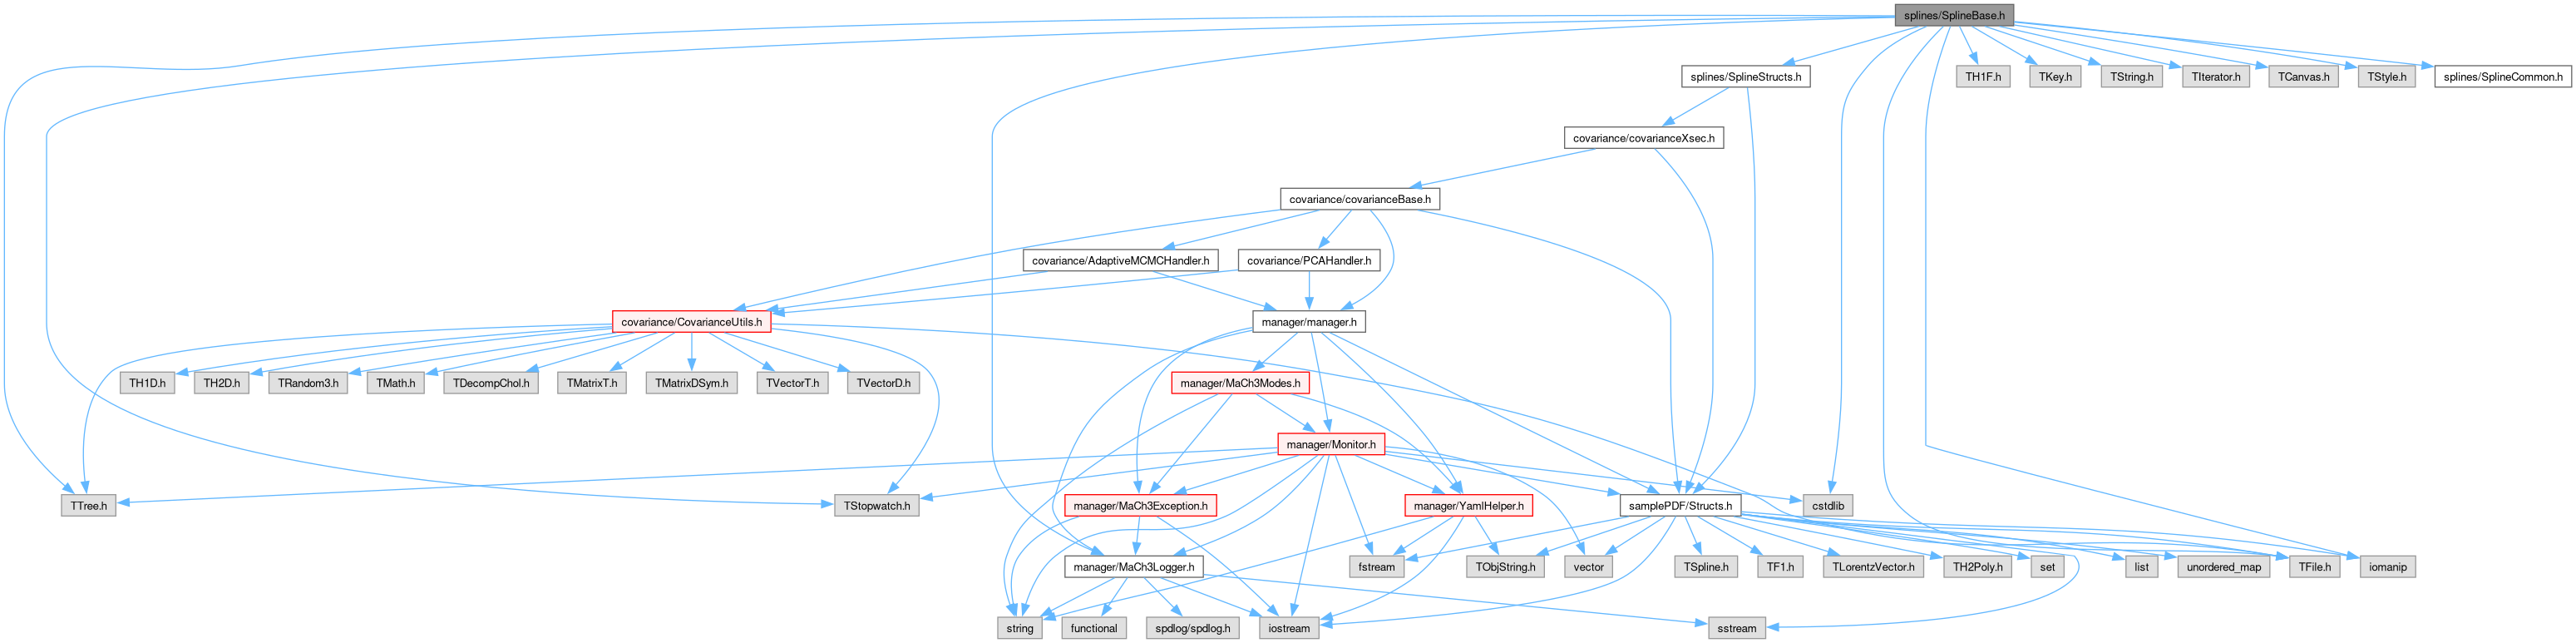 splines/SplineBase.h
splines/SplineStructs.h
TH1F.h
TKey.h
TString.h
TIterator.h
TCanvas.h
TStyle.h
splines/SplineCommon.h
covariance/covarianceXsec.h
covariance/covarianceBase.h
covariance/AdaptiveMCMCHandler.h
covariance/PCAHandler.h
covariance/CovarianceUtils.h
manager/manager.h
TH1D.h
TH2D.h
TRandom3.h
TMath.h
TDecompChol.h
TMatrixT.h
TMatrixDSym.h
TVectorT.h
TVectorD.h
manager/MaCh3Modes.h
manager/Monitor.h
TTree.h
TStopwatch.h
manager/MaCh3Exception.h
manager/YamlHelper.h
samplePDF/Structs.h
cstdlib
manager/MaCh3Logger.h
fstream
TObjString.h
vector
TSpline.h
TF1.h
TLorentzVector.h
TH2Poly.h
set
list
unordered_map
TFile.h
iomanip
string
functional
spdlog/spdlog.h
iostream
sstream